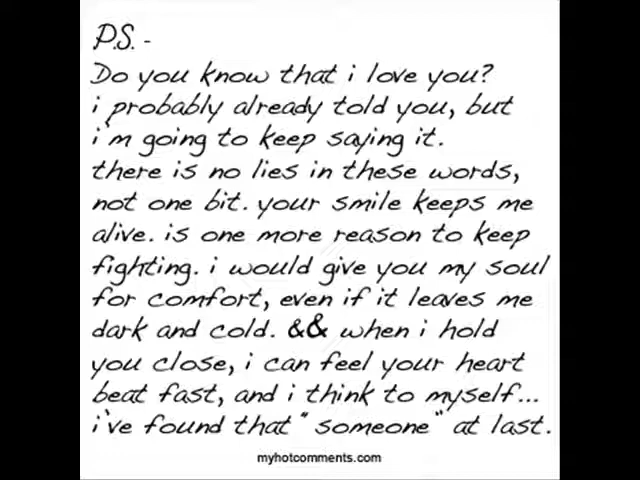 P.S. -
Do you know that i love you?
i probably already told you, but
i'm going to keep saying it.
there is no lies in these words,
not one bit. your smile keeps me
alive. is one more reason to keep
fighting. i would give you my soul
for comfort, even if it leaves me
dark and cold. && when i hold
you close, i can feel your heart
beat fast, and i think to myself...
i've found that "someone" at last.
myhotcomments.com